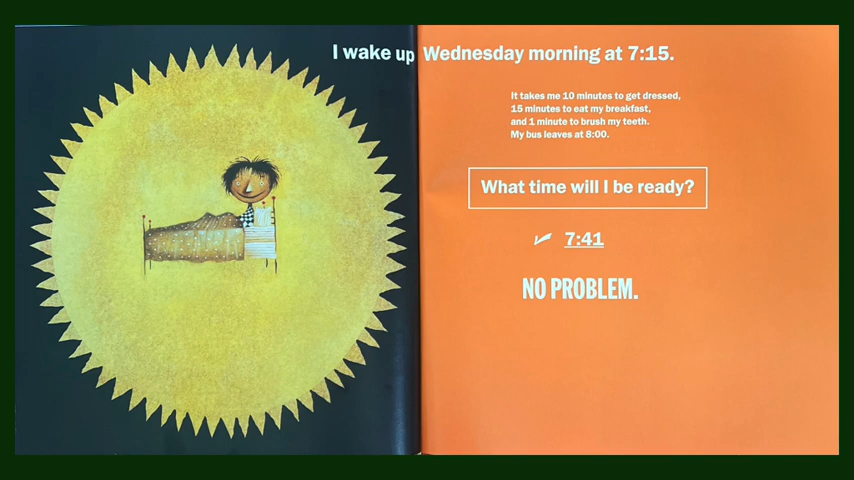 I wake up Wednesday morning at 7:15.
It takes me 10 minutes to get dressed,
15 minutes to eat my breakfast,
and 1 minute to brush my teeth.
My bus leaves at 8:00.
What time will I be ready?
✓ 7:41
NO PROBLEM.